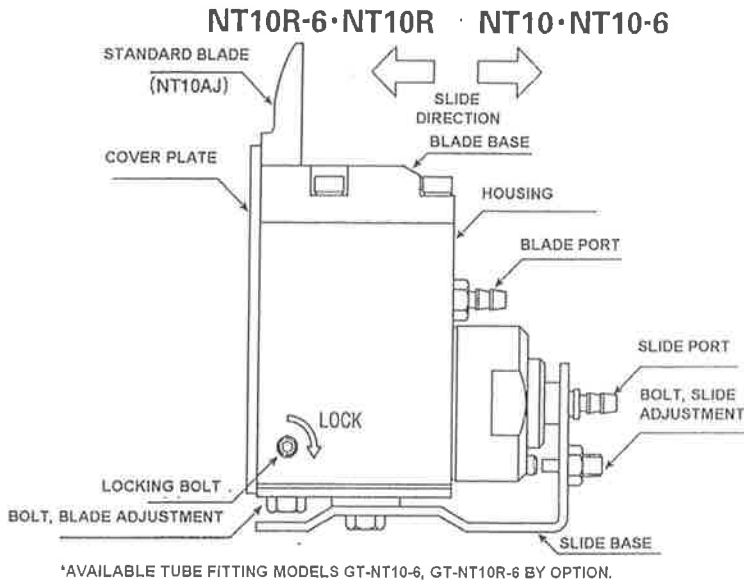 NT10R-6・NT10R NT10・NT10-6
STANDARD BLADE
(NT10AJ)
SLIDE
DIRECTION
BLADE BASE
COVER PLATE
HOUSING
BLADE PORT
SLIDE PORT
BOLT, SLIDE
ADJUSTMENT
LOCK
LOCKING BOLT
BOLT, BLADE ADJUSTMENT
SLIDE BASE
*AVAILABLE TUBE FITTING MODELS GT-NT10-6, GT-NT10R-6 BY OPTION.